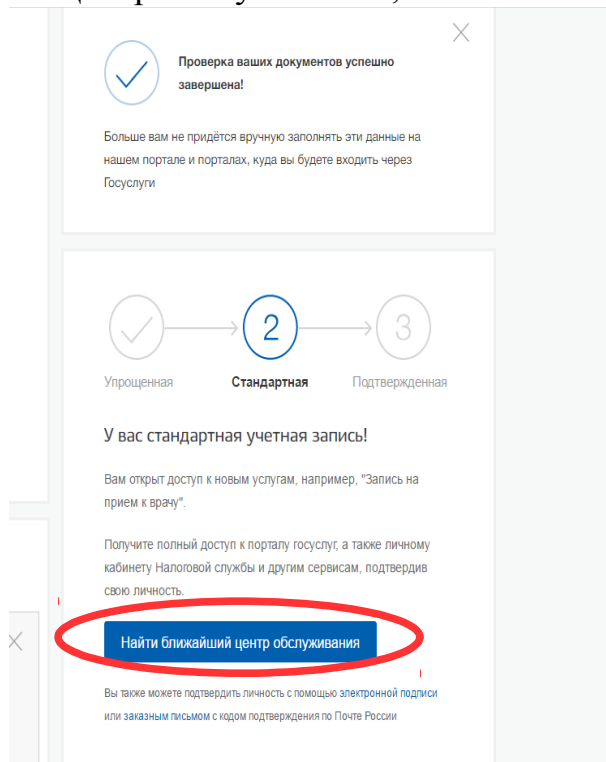 Проверка ваших документов успешно
завершена!
Больше вам не придётся вручную заполнять эти данные на
нашем портале и порталах, куда вы будете входить через
Госуслуги
2
3
Упрощенная
Стандартная
Подтвержденная
У вас стандартная учетная запись!
Вам открыт доступ к новым услугам, например, "Запись на
прием к врачу".
Получите полный доступ к порталу госуслуг, а также личному
кабинету Налоговой службы и другим сервисам, подтвердив
свою личность.
Найти ближайший центр обслуживания
Вы также можете подтвердить личность с помощью электронной подписи
или заказным письмом с кодом подтверждения по Почте России